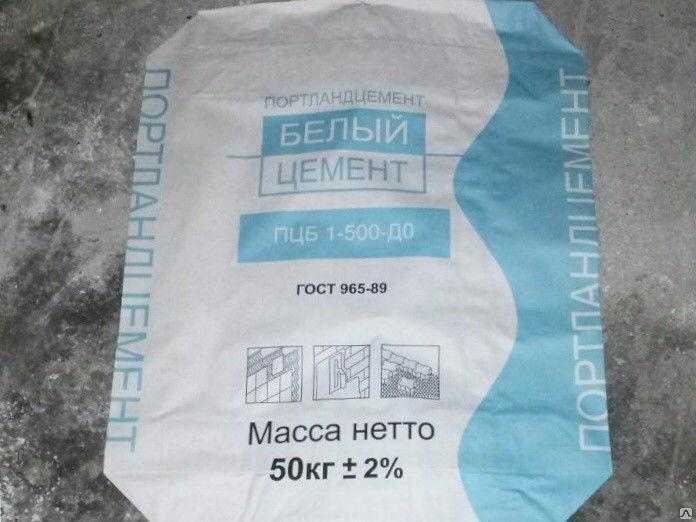 ПОРТЛАНДЦЕМЕНТ
ПОРТЛАНДЦЕМЕНТ
БЕЛЫЙ
ЦЕМЕНТ
ПЦБ 1-500-Д0
ГОСТ 965-89
Масса нетто
50кг ± 2%
ПОРТЛАНДЦЕМЕНТ